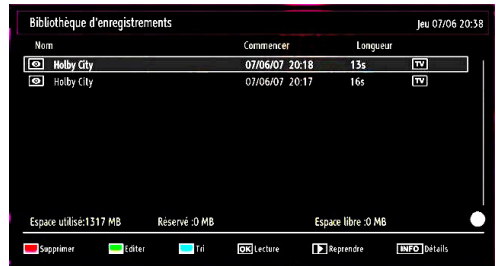 Bibliothèque d'enregistrements Jeu 07/06 20:38
Nom Commencer Longueur
Holby City 07/06/07 20:18 13s TV
Holby City 07/06/07 20:17 16s TV
Espace utilisé:1317 MB Réservé :0 MB Espace libre :0 MB
Supprimer Editer Tri OK Lecture Reprendre INFO Détails